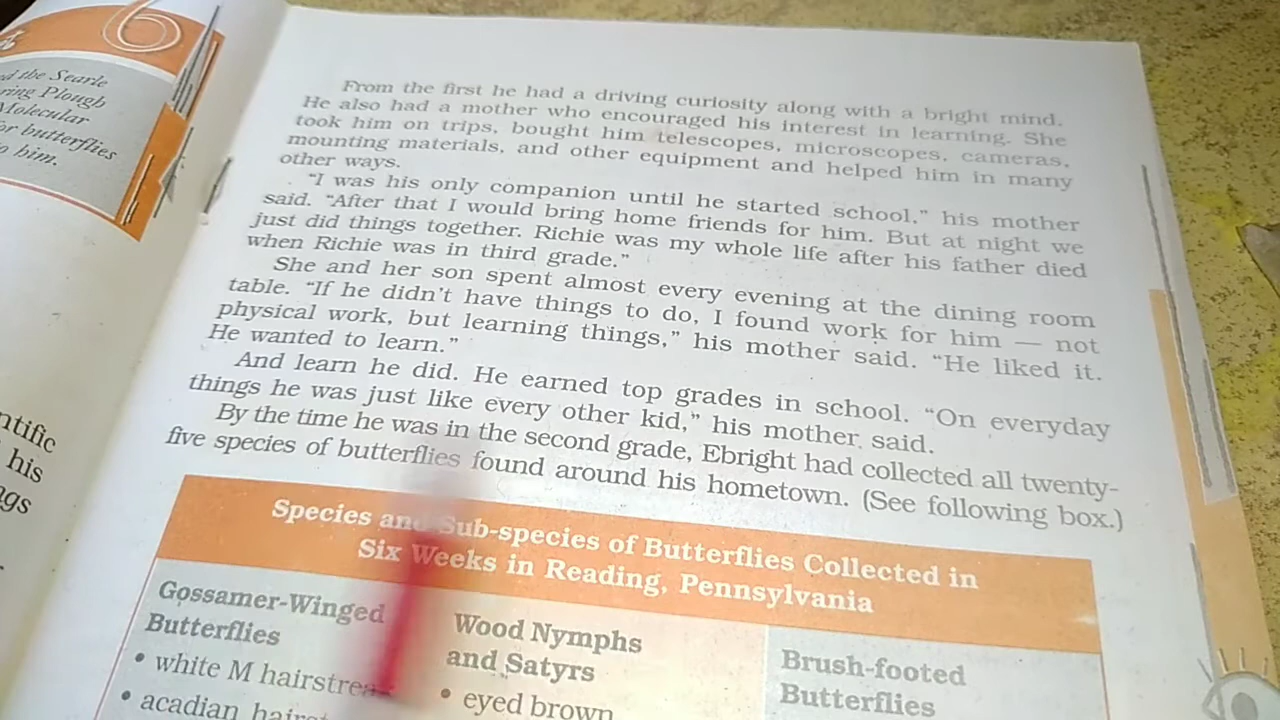 6
ed the Searle
ring Plough
Molecular
or butterflies
o him.
ntific
his
ngs
From the first he had a driving curiosity along with a bright mind.
He also had a mother who encouraged his interest in learning. She
took him on trips, bought him telescopes, microscopes, cameras,
mounting materials, and other equipment and helped him in many
other ways.
“I was his only companion until he started school,” his mother
said. “After that I would bring home friends for him. But at night we
just did things together. Richie was my whole life after his father died
when Richie was in third grade.”
She and her son spent almost every evening at the dining room
table. “If he didn’t have things to do, I found work for him — not
physical work, but learning things,” his mother said. “He liked it.
He wanted to learn.”
And learn he did. He earned top grades in school. “On everyday
things he was just like every other kid,” his mother said.
By the time he was in the second grade, Ebright had collected all twenty-
five species of butterflies found around his hometown. (See following box.)
Species and Sub-species of Butterflies Collected in
Six Weeks in Reading, Pennsylvania
Gossamer-Winged
Butterflies
• white M hairstreak
• acadian
Wood Nymphs
and Satyrs
• eyed brown
Brush-footed
Butterflies